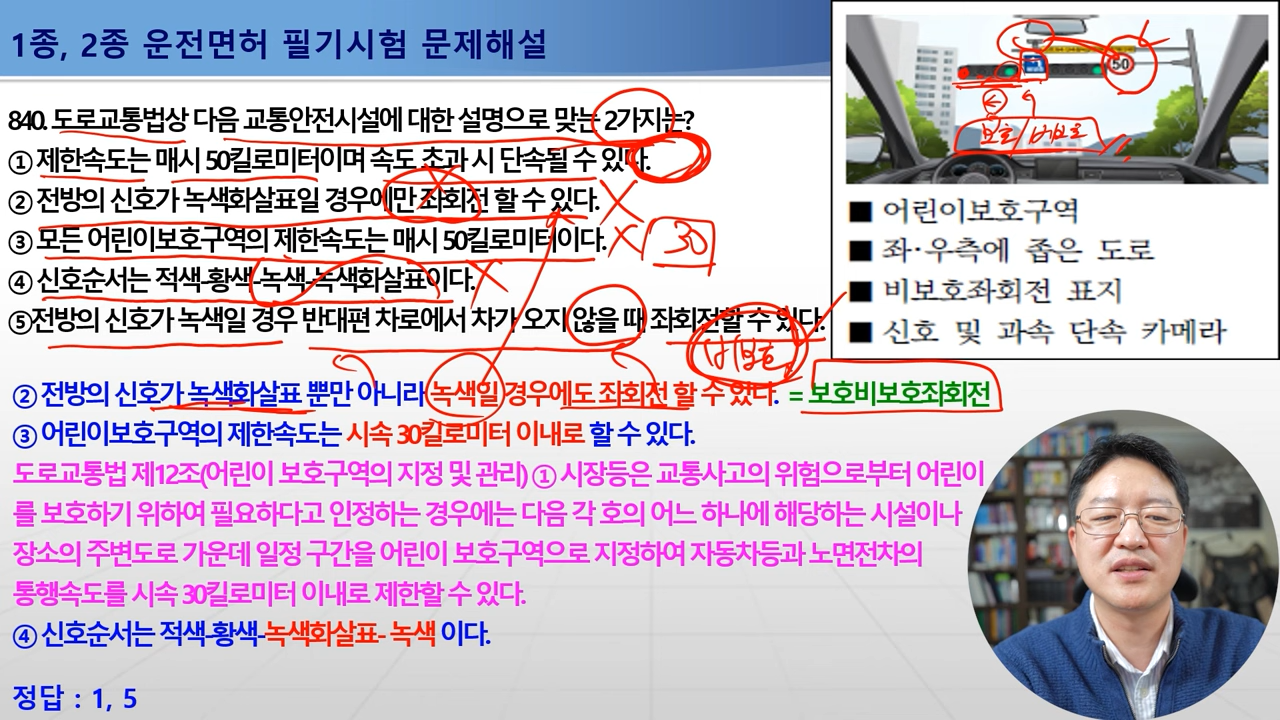 1종, 2종 운전면허 필기시험 문제해설
840. 도로교통법상 다음 교통안전시설에 대한 설명으로 맞는 2가지는?
① 제한속도는 매시 50킬로미터이며 속도 초과 시 단속될 수 있다.
② 전방의 신호가 녹색화살표일 경우에만 좌회전 할 수 있다.
③ 모든 어린이보호구역의 제한속도는 매시 50킬로미터이다.
30
④ 신호순서는 적색-황색-녹색-녹색화살표이다.
⑤전방의 신호가 녹색일 경우 반대편 차로에서 차가 오지 않을 때 좌회전할 수 있다.
비보호
50
보호/비보호
■ 어린이보호구역
■ 좌·우측에 좁은 도로
■ 비보호좌회전 표지
■ 신호 및 과속 단속 카메라
② 전방의 신호가 녹색화살표 뿐만 아니라 녹색일 경우에도 좌회전 할 수 있다. = 보호비보호좌회전
③ 어린이보호구역의 제한속도는 시속 30킬로미터 이내로 할 수 있다.
도로교통법 제12조(어린이 보호구역의 지정 및 관리) ① 시장등은 교통사고의 위험으로부터 어린이
를 보호하기 위하여 필요하다고 인정하는 경우에는 다음 각 호의 어느 하나에 해당하는 시설이나
장소의 주변도로 가운데 일정 구간을 어린이 보호구역으로 지정하여 자동차등과 노면전차의
통행속도를 시속 30킬로미터 이내로 제한할 수 있다.
④ 신호순서는 적색-황색-녹색화살표- 녹색 이다.
정답 : 1, 5